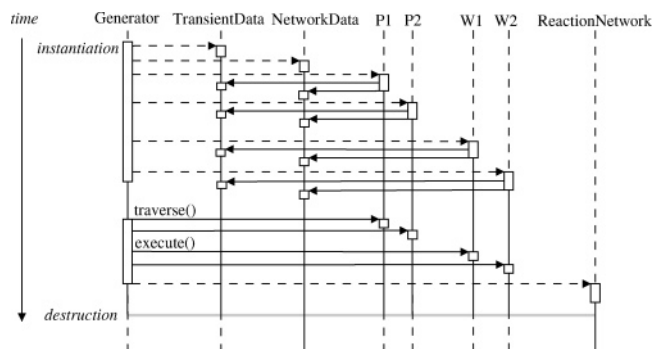 time Generator TransientData NetworkData P1 P2 W1 W2 ReactionNetwork
instantiation
traverse()
execute()
destruction